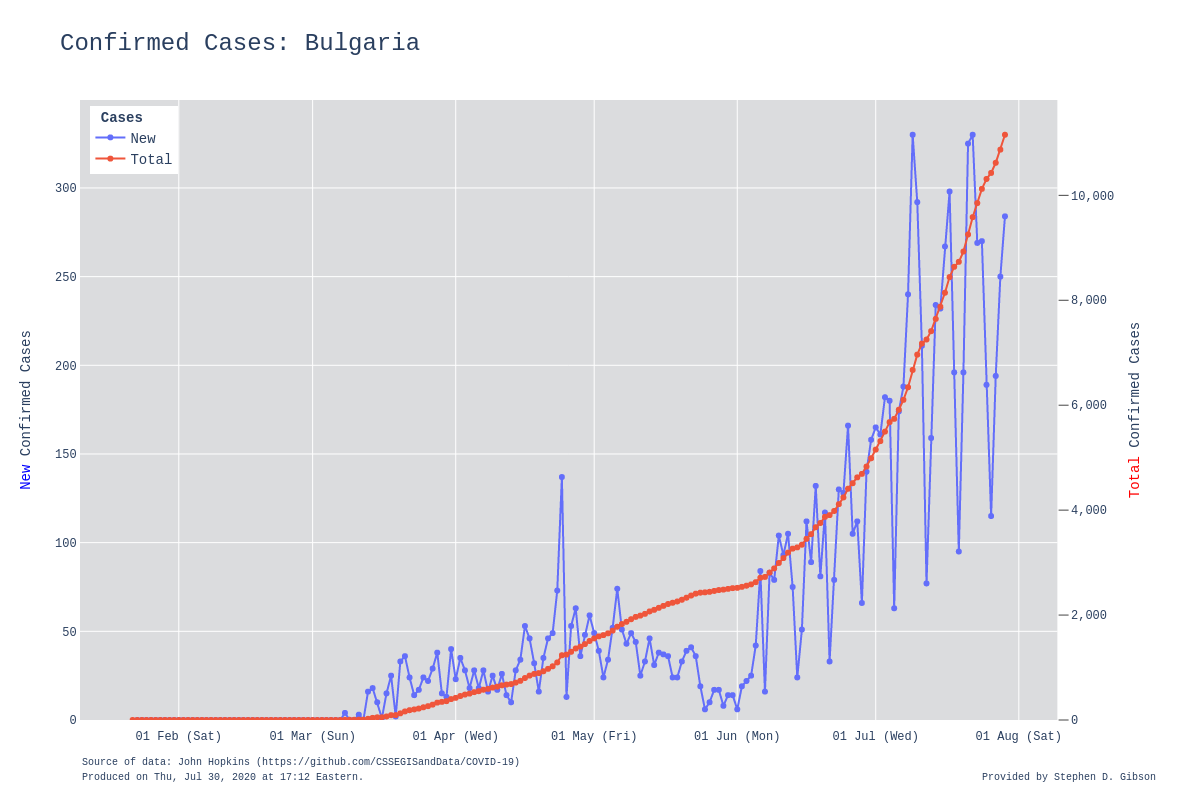 Confirmed Cases: Bulgaria
Cases
New
Total
300
250
200
150
100
50
0
10,000
8,000
6,000
4,000
2,000
0
New Confirmed Cases
Total Confirmed Cases
01 Feb (Sat)
01 Mar (Sun)
01 Apr (Wed)
01 May (Fri)
01 Jun (Mon)
01 Jul (Wed)
01 Aug (Sat)
Source of data: John Hopkins (https://github.com/CSSEGISandData/COVID-19)
Produced on Thu, Jul 30, 2020 at 17:12 Eastern.
Provided by Stephen D. Gibson